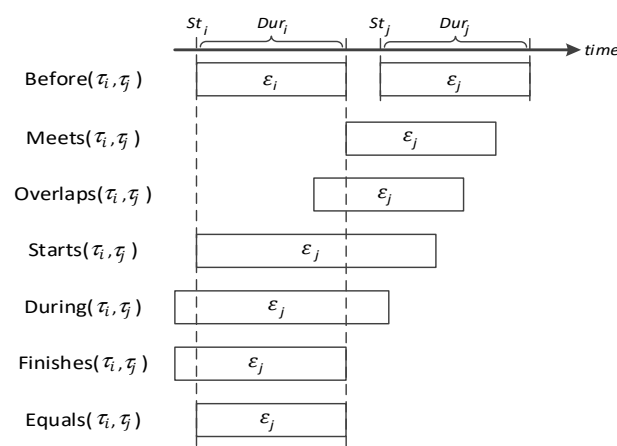 St_i Dur_i St_j Dur_j
time
Before(τ_i,τ_j) ε_i ε_j
Meets(τ_i,τ_j) ε_j
Overlaps(τ_i,τ_j) ε_j
Starts(τ_i,τ_j) ε_j
During(τ_i,τ_j) ε_j
Finishes(τ_i,τ_j) ε_j
Equals(τ_i,τ_j) ε_j